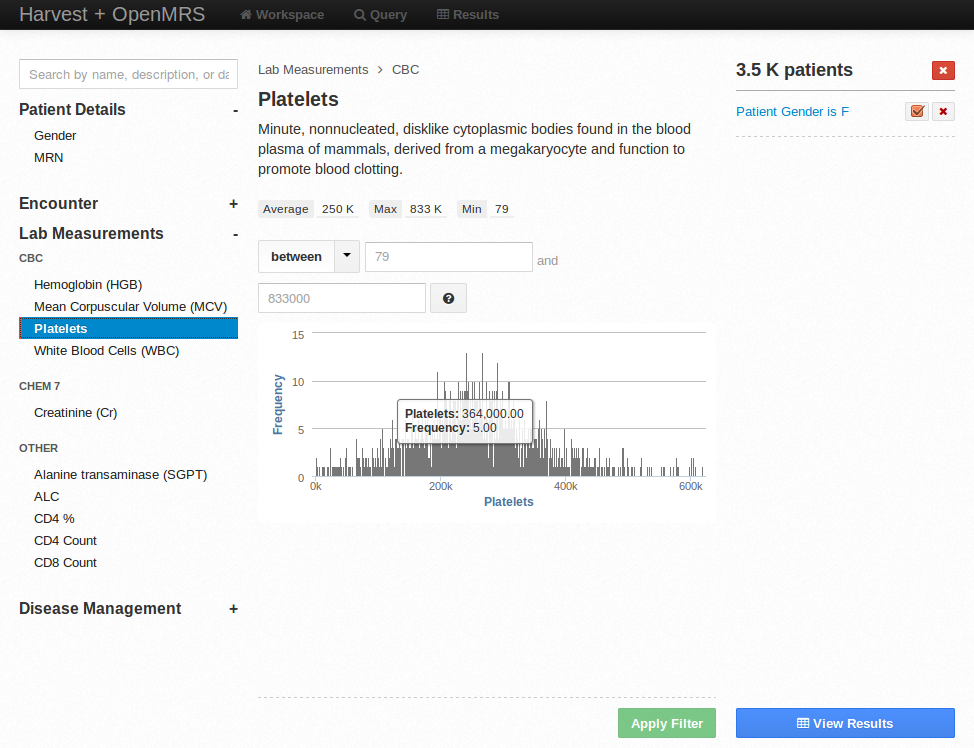 Harvest + OpenMRS
Workspace
Query
Results
Search by name, description, or da
Patient Details -
Gender
MRN
Encounter +
Lab Measurements -
CBC
Hemoglobin (HGB)
Mean Corpuscular Volume (MCV)
Platelets
White Blood Cells (WBC)
CHEM 7
Creatinine (Cr)
OTHER
Alanine transaminase (SGPT)
ALC
CD4 %
CD4 Count
CD8 Count
Disease Management +
Lab Measurements > CBC
Platelets
Minute, nonnucleated, disklike cytoplasmic bodies found in the blood
plasma of mammals, derived from a megakaryocyte and function to
promote blood clotting.
Average 250 K Max 833 K Min 79
between 79 and
833000 ?
15
10
5
0
Frequency
Platelets: 364,000.00
Frequency: 5.00
0k 200k 400k 600k
Platelets
Apply Filter
3.5 K patients
Patient Gender is F
View Results